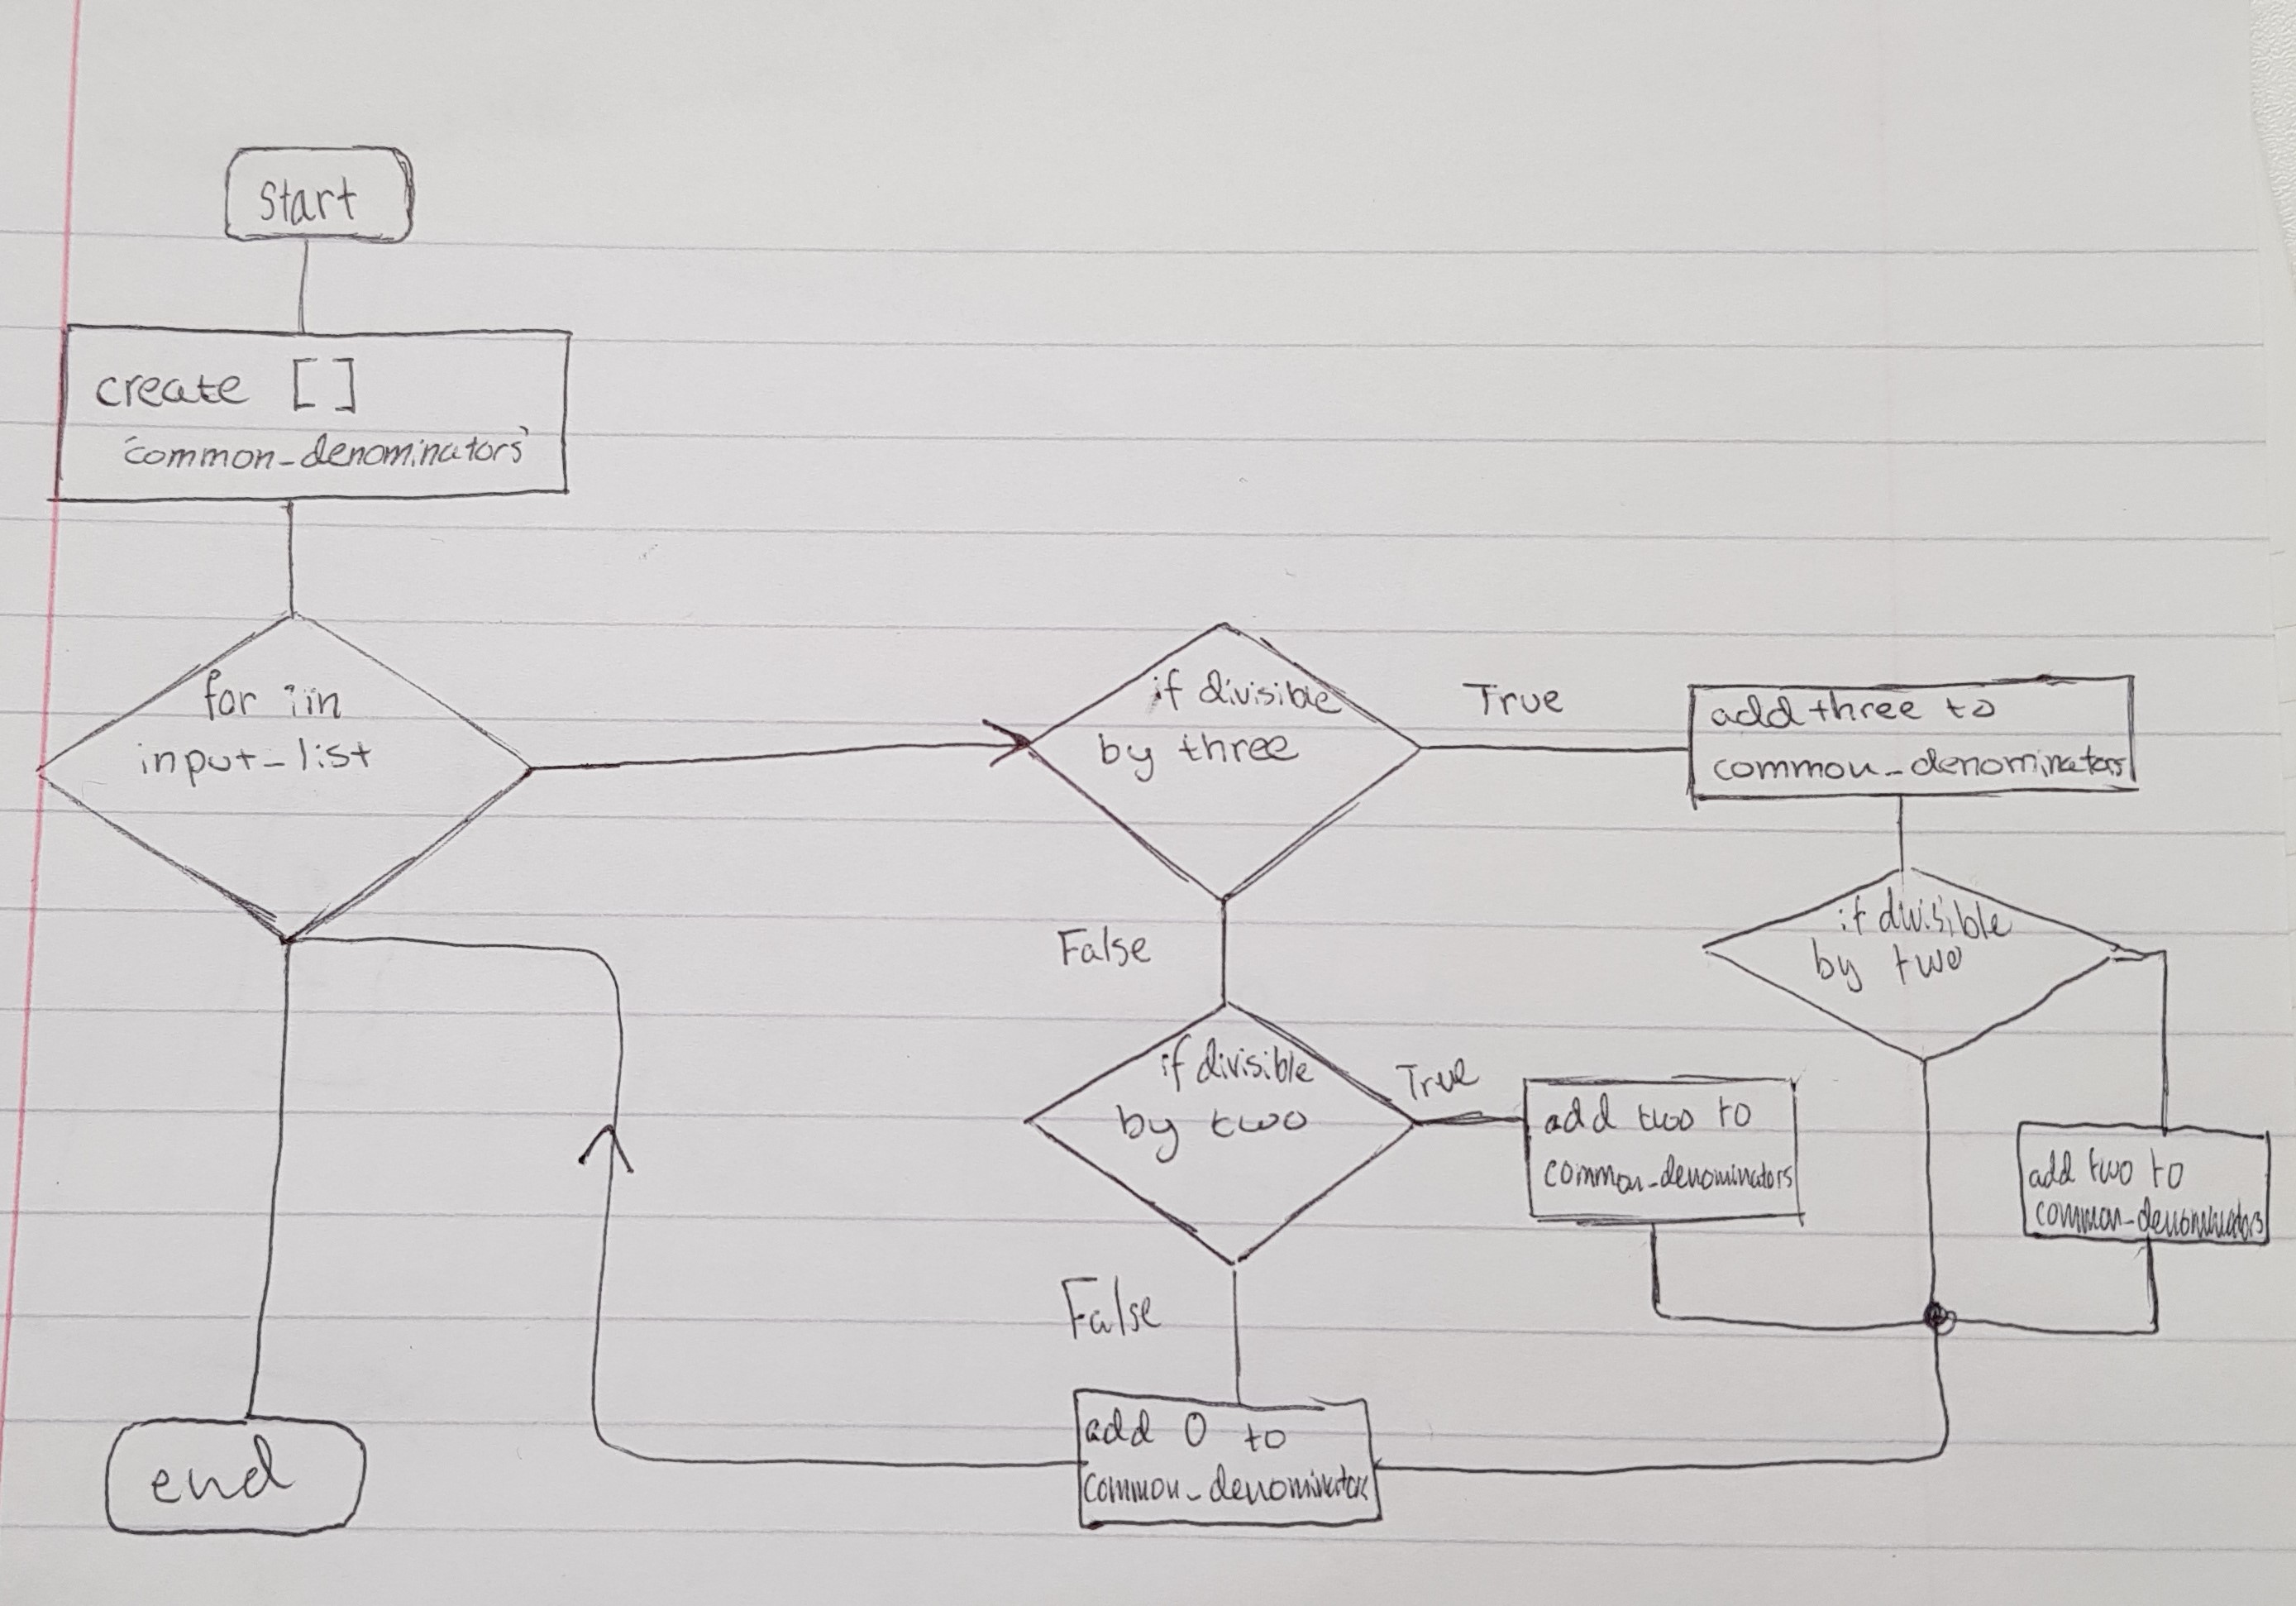 start
create []
'common_denominators'
for i in
input_list
if divisible
by three
True
add three to
common_denominators
False
if divisible
by two
if divisible
by two
True
add two to
common_denominators
add two to
common_denominators
False
add 0 to
common_denominators
end